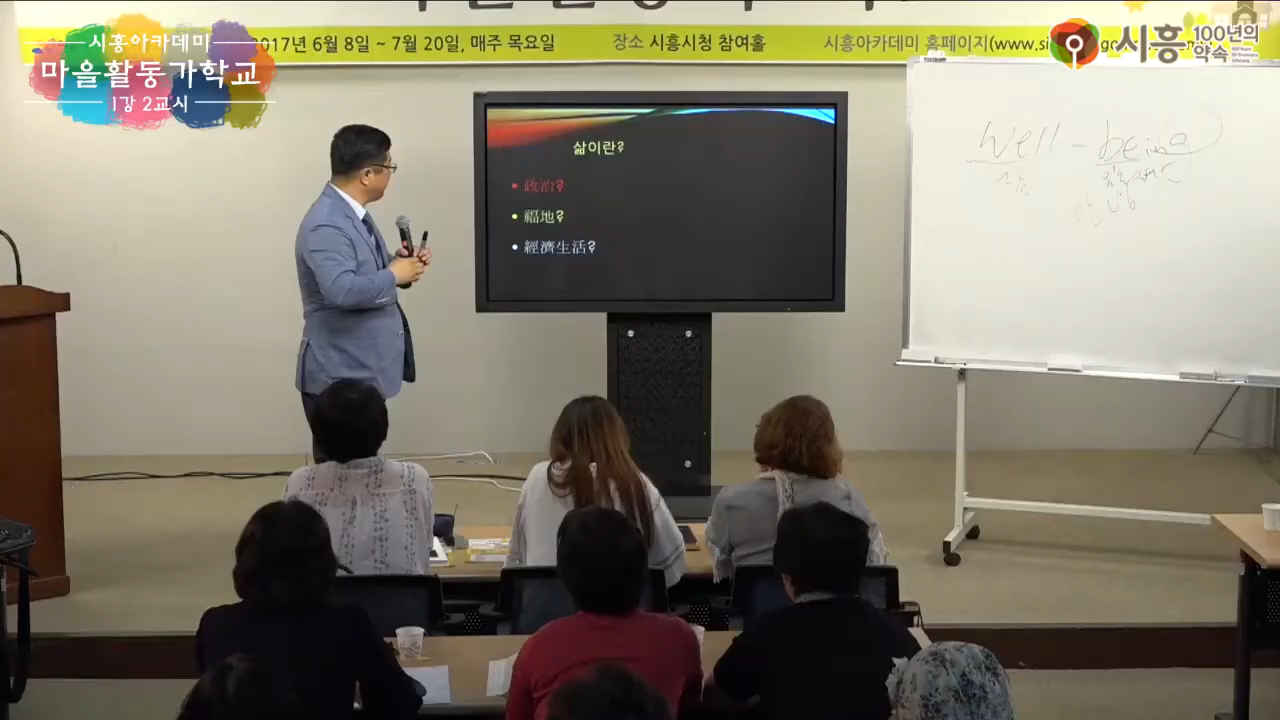 시흥아카데미
마을활동가학교
1강 2교시
2017년 6월 8일 ~ 7월 20일, 매주 목요일
장소 시흥시청 참여홀
시흥아카데미 홈페이지(www.si
시흥 100년의 약속
삶이란?
• 政治?
• 福地?
• 經濟生活?
Well - being